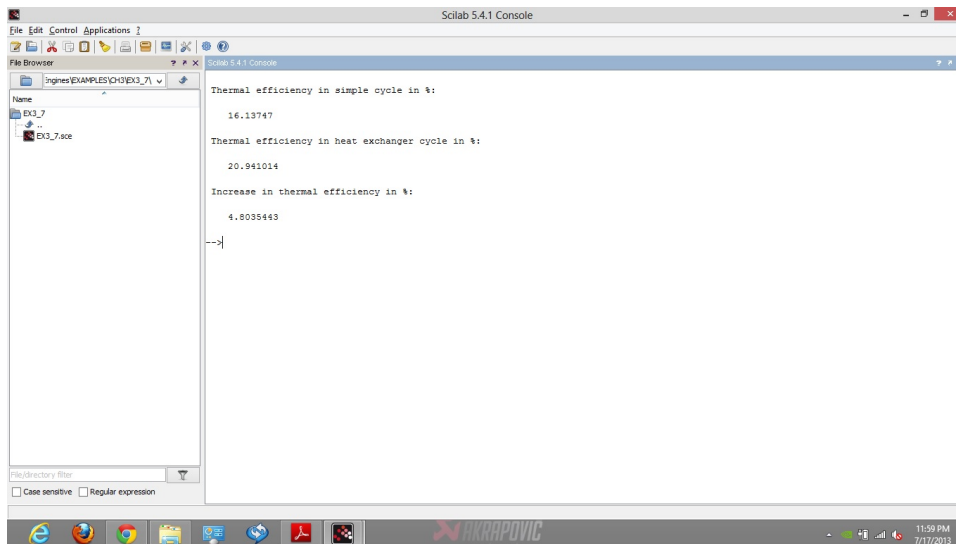 Scilab 5.4.1 Console
File Edit Control Applications ?
File Browser
Scilab 5.4.1 Console
Engines\EXAMPLES\CH3\EX3_7\
Name
EX3_7
..
EX3_7.sce
Thermal efficiency in simple cycle in %:
16.13747
Thermal efficiency in heat exchanger cycle in %:
20.941014
Increase in thermal efficiency in %:
4.8035443
-->
File/directory filter
Case sensitive Regular expression
AKRAPOVIC
11:59 PM
7/17/2013